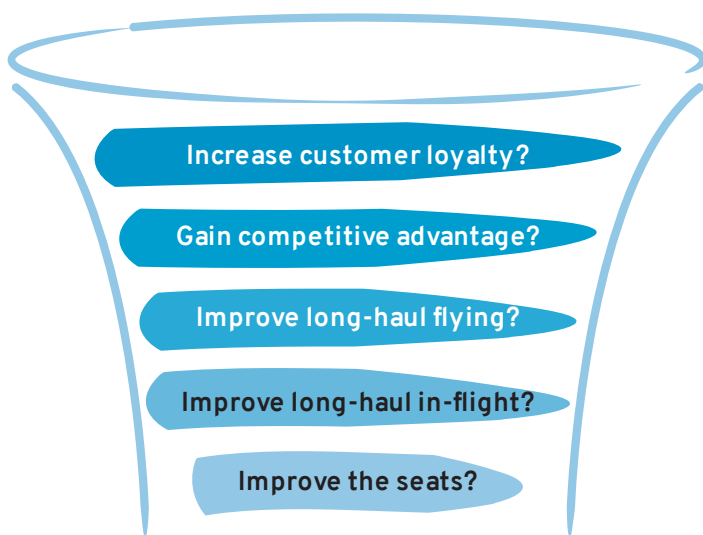 Increase customer loyalty?
Gain competitive advantage?
Improve long-haul flying?
Improve long-haul in-flight?
Improve the seats?